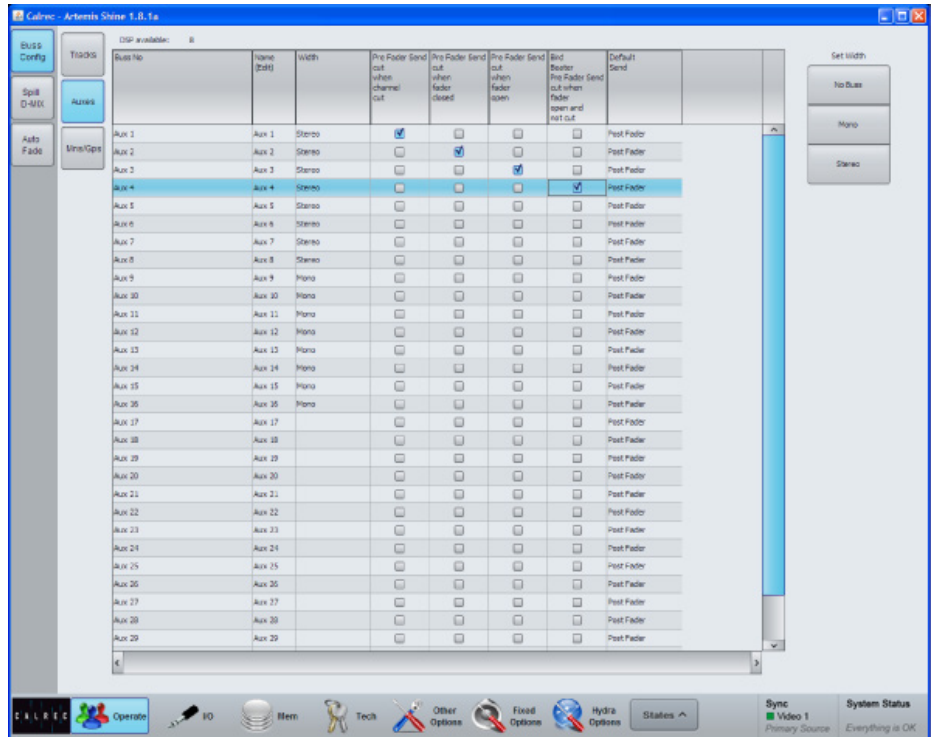 Calrec - Artemis Shine 1.8.1a
Buss Config
Spill D-MIX
Auto Fade
Tracks
Auxes
Mns/Gps
DSP available: 8
Buss No Name (Edit) Width Pre Fader Send cut when channel cut Pre Fader Send cut when fader closed Pre Fader Send cut when fader open Bird Beater Pre Fader Send cut when fader open and not cut Default Send
Aux 1 Aux 1 Stereo Post Fader
Aux 2 Aux 2 Stereo Post Fader
Aux 3 Aux 3 Stereo Post Fader
Aux 4 Aux 4 Stereo Post Fader
Aux 5 Aux 5 Stereo Post Fader
Aux 6 Aux 6 Stereo Post Fader
Aux 7 Aux 7 Stereo Post Fader
Aux 8 Aux 8 Stereo Post Fader
Aux 9 Aux 9 Mono Post Fader
Aux 10 Aux 10 Mono Post Fader
Aux 11 Aux 11 Mono Post Fader
Aux 12 Aux 12 Mono Post Fader
Aux 13 Aux 13 Mono Post Fader
Aux 14 Aux 14 Mono Post Fader
Aux 15 Aux 15 Mono Post Fader
Aux 16 Aux 16 Mono Post Fader
Aux 17 Aux 17 Post Fader
Aux 18 Aux 18 Post Fader
Aux 19 Aux 19 Post Fader
Aux 20 Aux 20 Post Fader
Aux 21 Aux 21 Post Fader
Aux 22 Aux 22 Post Fader
Aux 23 Aux 23 Post Fader
Aux 24 Aux 24 Post Fader
Aux 25 Aux 25 Post Fader
Aux 26 Aux 26 Post Fader
Aux 27 Aux 27 Post Fader
Aux 28 Aux 28 Post Fader
Aux 29 Aux 29 Post Fader
Set Width
No Buss
Mono
Stereo
CALREC
Operate
I/O
Mem
Tech
Other Options
Fixed Options
Hydra Options
States ^
Sync
Video 1
Primary Source
System Status
Everything is OK